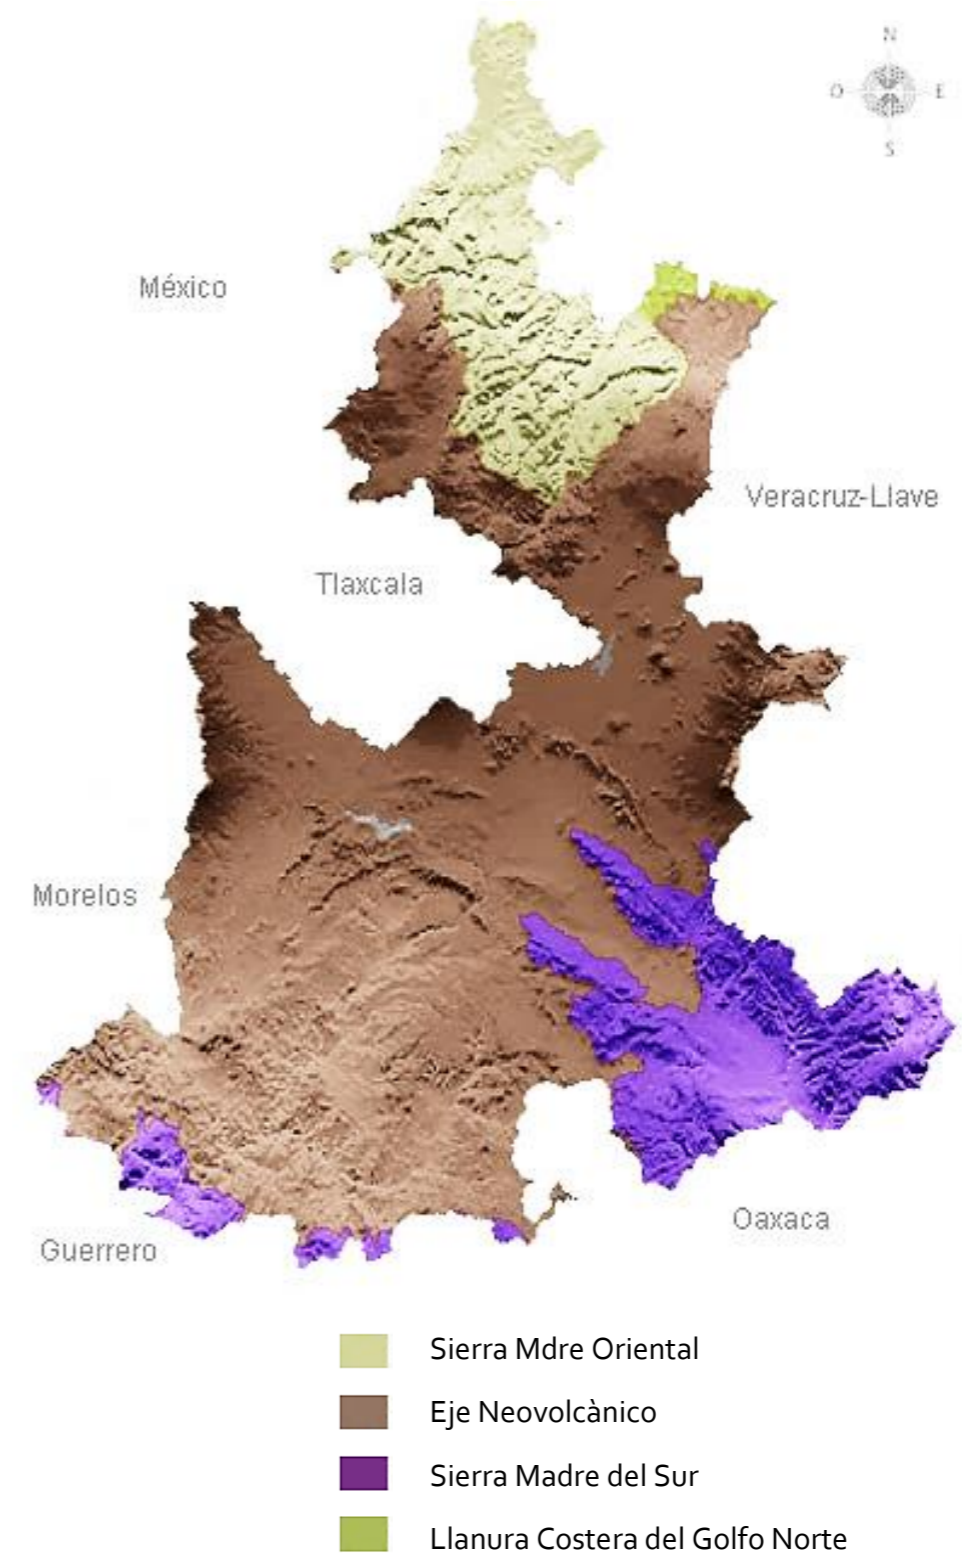 N
O E
S
México
Veracruz-Llave
Tlaxcala
Morelos
Oaxaca
Guerrero
Sierra Mdre Oriental
Eje Neovolcànico
Sierra Madre del Sur
Llanura Costera del Golfo Norte